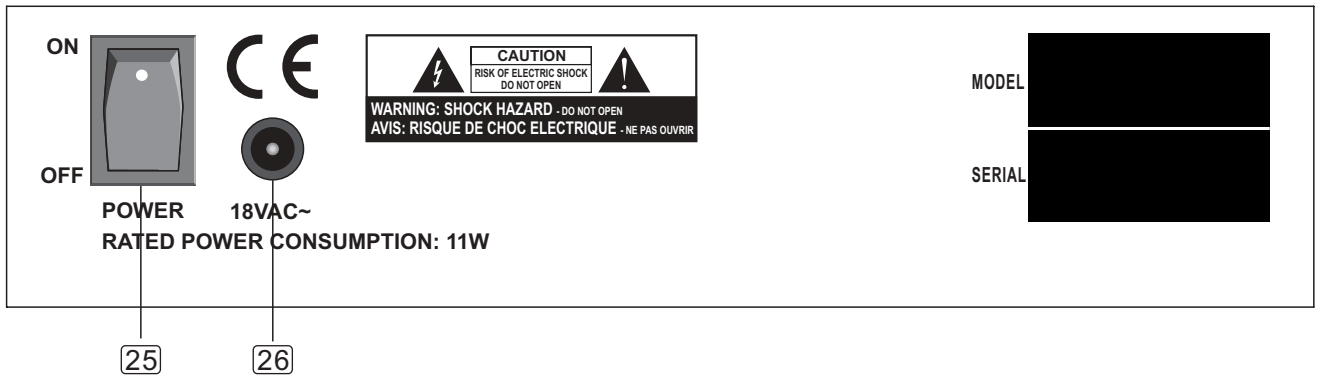 ON
OFF
POWER
CE
18VAC~
RATED POWER CONSUMPTION: 11W
CAUTION
RISK OF ELECTRIC SHOCK
DO NOT OPEN
WARNING: SHOCK HAZARD - DO NOT OPEN
AVIS: RISQUE DE CHOC ELECTRIQUE - NE PAS OUVRIR
MODEL
SERIAL
25
26